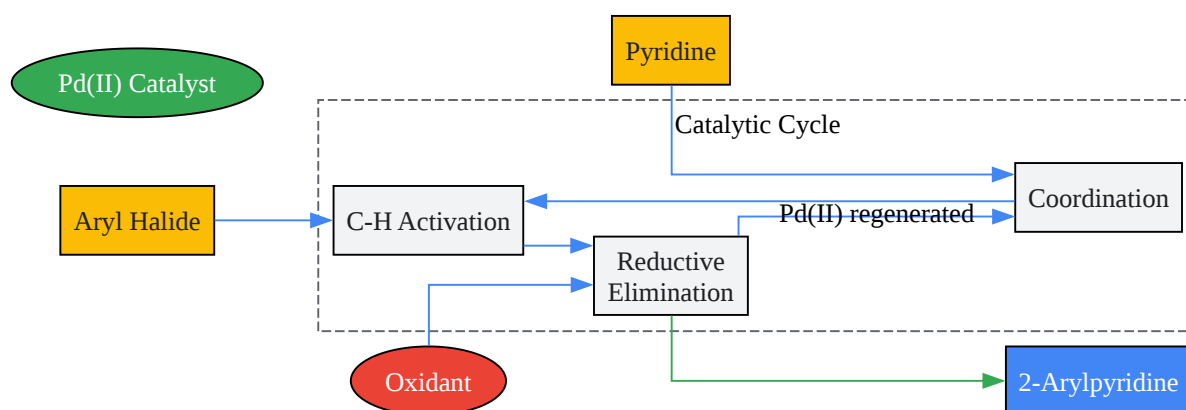 Pyridine
Pd(II) Catalyst
Catalytic Cycle
Aryl Halide
C-H Activation
Coordination
Pd(II) regenerated
Reductive
Elimination
Oxidant
2-Arylpyridine